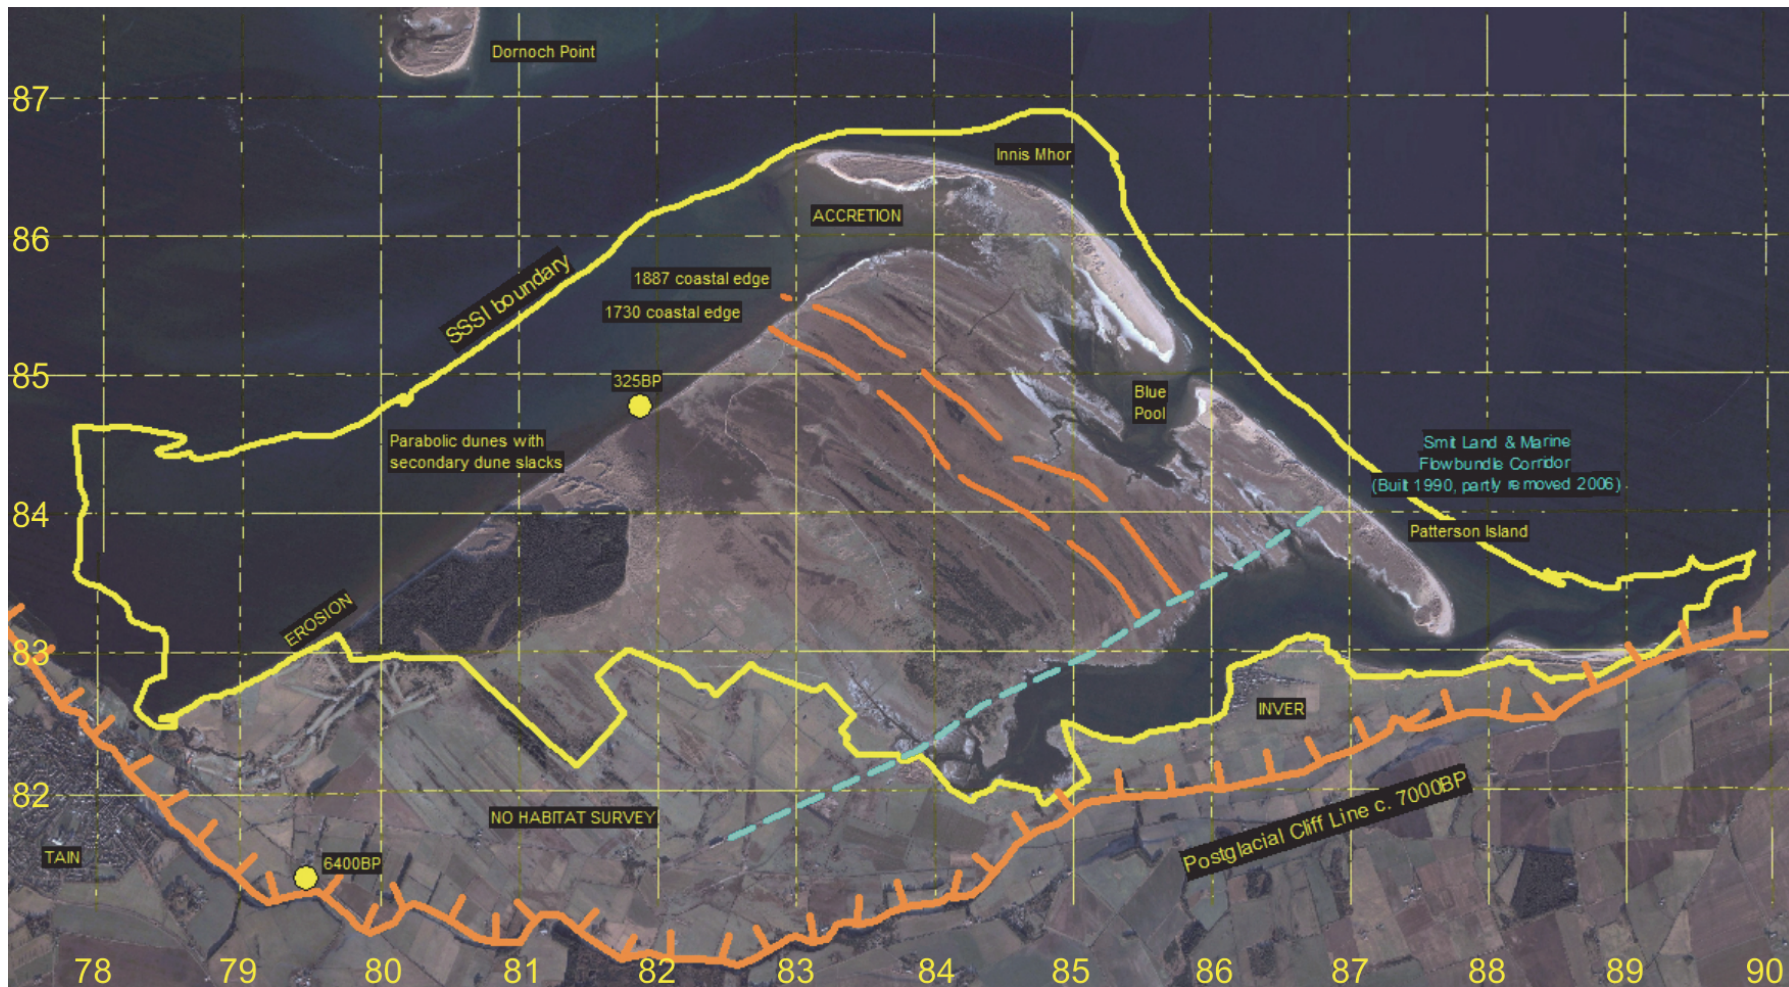 Dornoch Point
87
Innis Mhor
ACCRETION
86
SSSI boundary
1887 coastal edge
1730 coastal edge
85
325BP
Blue
Pool
Parabolic dunes with
secondary dune slacks
Smit Land & Marine
Flowbundle Corridor
(Built 1990, partly removed 2006)
84
Patterson Island
EROSION
83
INVER
82
NO HABITAT SURVEY
Postglacial Cliff Line c. 7000BP
TAIN
6400BP
78 79 80 81 82 83 84 85 86 87 88 89 90